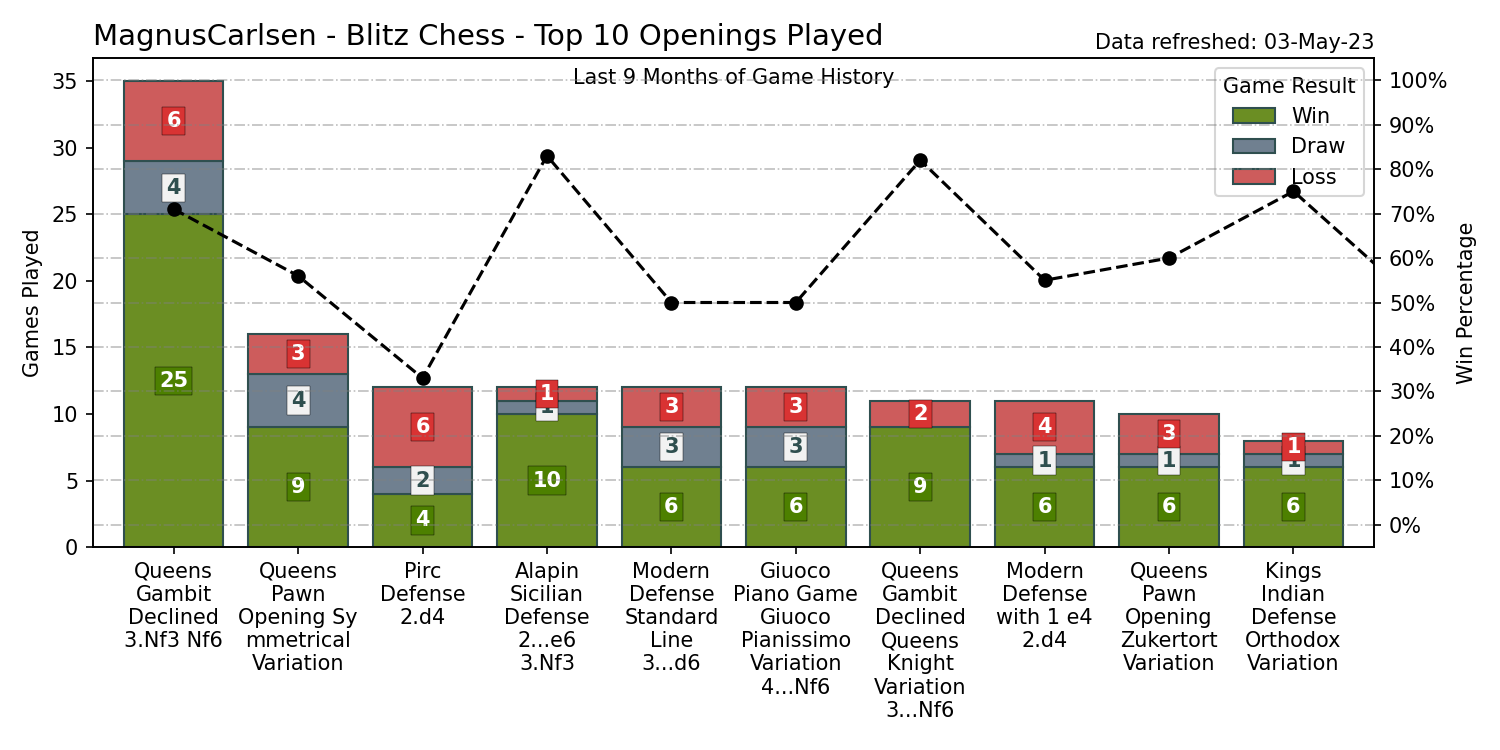 MagnusCarlsen - Blitz Chess - Top 10 Openings Played
Data refreshed: 03-May-23
Last 9 Months of Game History
Game Result
Win
Draw
Loss
Games Played
35
30
25
20
15
10
5
0
100%
90%
80%
70%
60%
50%
40%
30%
20%
10%
0%
Win Percentage
6
4
25
3
4
9
6
2
4
1
1
10
3
3
6
3
3
6
2
9
4
1
6
3
1
6
1
1
6
Queens
Gambit
Declined
3.Nf3 Nf6
Queens
Pawn
Opening Sy
mmetrical
Variation
Pirc
Defense
2.d4
Alapin
Sicilian
Defense
2...e6
3.Nf3
Modern
Defense
Standard
Line
3...d6
Giuoco
Piano Game
Giuoco
Pianissimo
Variation
4...Nf6
Queens
Gambit
Declined
Queens
Knight
Variation
3...Nf6
Modern
Defense
with 1 e4
2.d4
Queens
Pawn
Opening
Zukertort
Variation
Kings
Indian
Defense
Orthodox
Variation